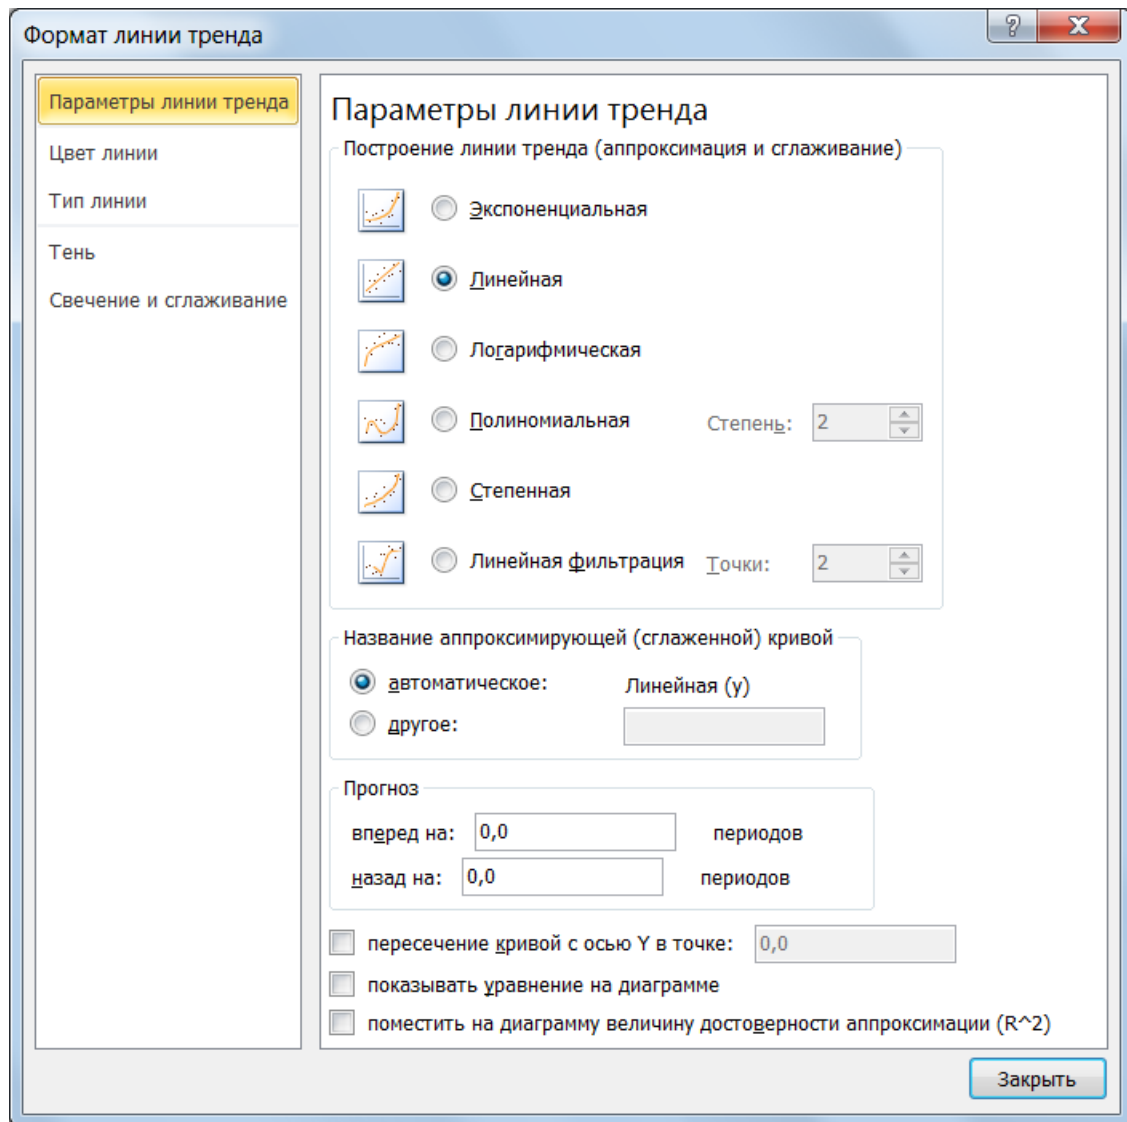 Формат линии тренда
Параметры линии тренда
Цвет линии
Тип линии
Тень
Свечение и сглаживание
Параметры линии тренда
Построение линии тренда (аппроксимация и сглаживание)
Экспоненциальная
Линейная
Логарифмическая
Полиномиальная Степень: 2
Степенная
Линейная фильтрация Точки: 2
Название аппроксимирующей (сглаженной) кривой
автоматическое: Линейная (y)
другое:
Прогноз
вперед на: 0,0 периодов
назад на: 0,0 периодов
пересечение кривой с осью Y в точке: 0,0
показывать уравнение на диаграмме
поместить на диаграмму величину достоверности аппроксимации (R^2)
Закрыть